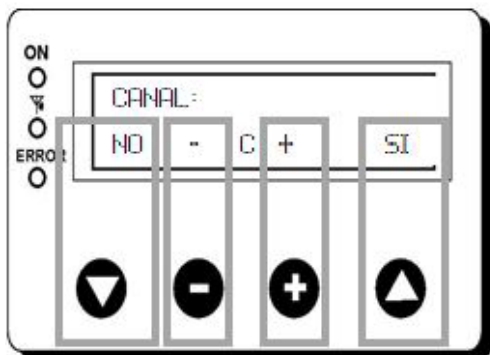 ON
ERROR
CANAL:
NO - C + SI
- +